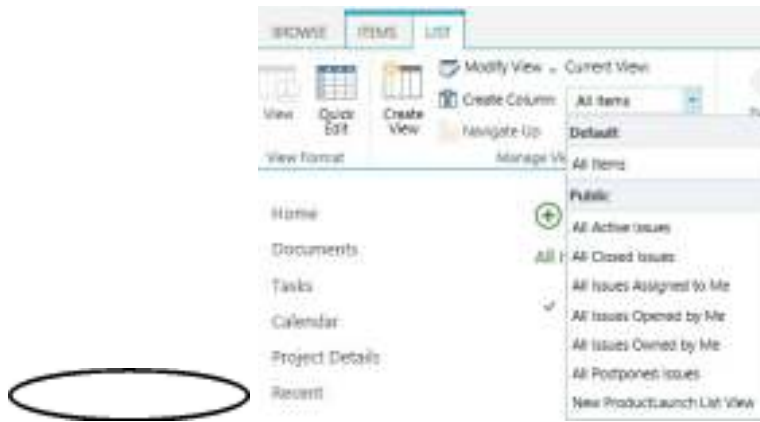 BROWSE ITEMS LIST
View Quick Edit Create View Modify View Current View:
Create Column All Items
Navigate Up Default
View Format Manage All Items
Public
Home
All Active Issues
Documents All All Closed Issues
Tasks All Issues Assigned to Me
Calendar All Issues Opened by Me
All Issues Owned by Me
Project Details
All Postponed Issues
Recent
New ProductLaunch List View